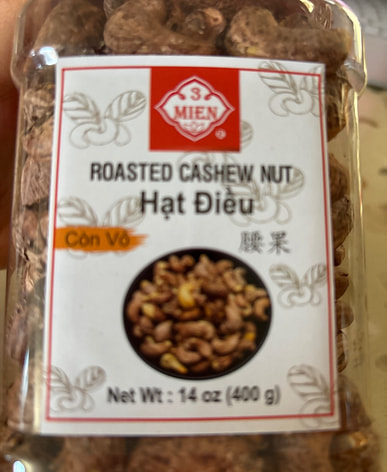 3
MIEN
ROASTED CASHEW NUT
Hạt Điều
Còn Vỏ
腰果
Net Wt : 14 oz (400 g)